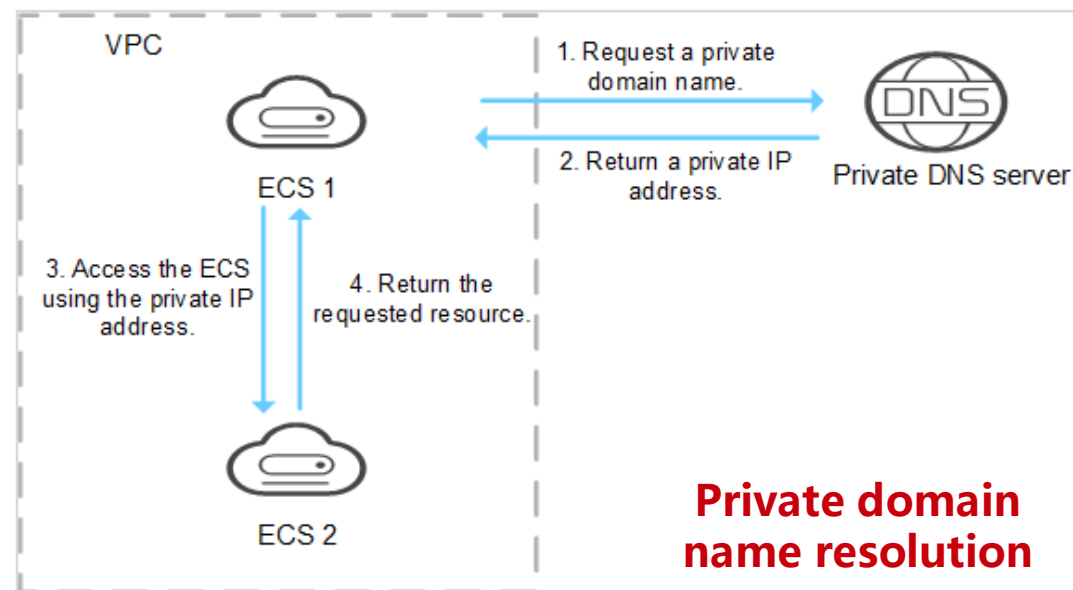 VPC
1. Request a private
domain name.
DNS
2. Return a private IP
address.
Private DNS server
ECS 1
3. Access the ECS
using the private IP
address.
4. Return the
requested resource.
ECS 2
Private domain
name resolution